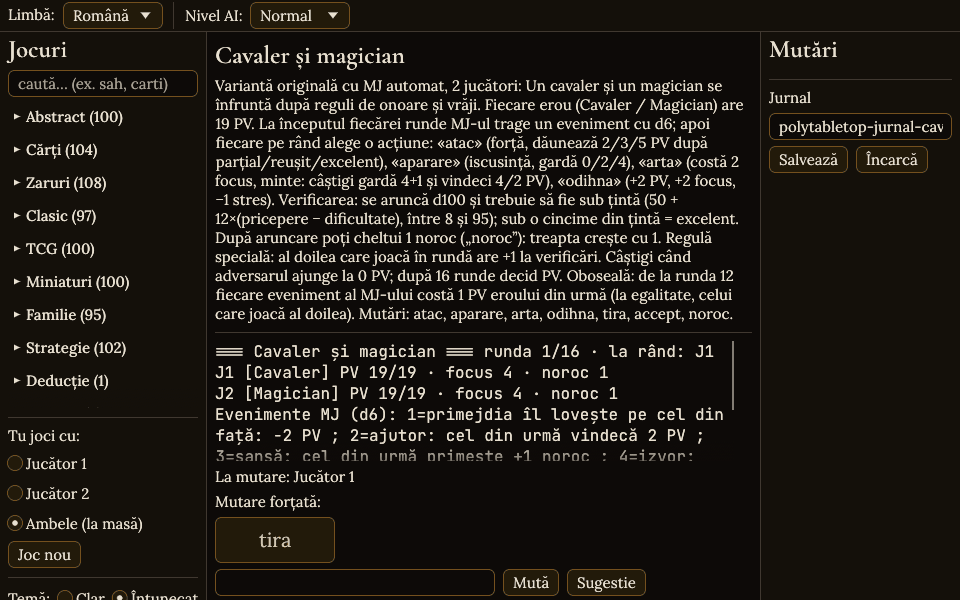 Limbă: Română ▼ Nivel AI: Normal ▼
Jocuri
caută... (ex. sah, carti)
▸ Abstract (100)
▸ Cărți (104)
▸ Zaruri (108)
▸ Clasic (97)
▸ TCG (100)
▸ Miniaturi (100)
▸ Familie (95)
▸ Strategie (102)
▸ Deducție (1)
Tu joci cu:
Jucător 1
Jucător 2
Ambele (la masă)
Joc nou
Temă: Clar Întunecat
Cavaler și magician
Variantă originală cu MJ automat, 2 jucători: Un cavaler și un magician se
înfruntă după reguli de onoare și vrăji. Fiecare erou (Cavaler / Magician) are
19 PV. La începutul fiecărei runde MJ-ul trage un eveniment cu d6; apoi
fiecare pe rând alege o acțiune: «atac» (forță, dăunează 2/3/5 PV după
parțial/reușit/excelent), «aparare» (iscusință, gardă 0/2/4), «arta» (costă 2
focus, minte: câștigi gardă 4+1 și vindeci 4/2 PV), «odihna» (+2 PV, +2 focus,
−1 stres). Verificarea: se aruncă d100 și trebuie să fie sub țintă (50 +
12×(pricepere − dificultate), între 8 și 95); sub o cincime din țintă = excelent.
După aruncare poți cheltui 1 noroc („noroc”): treapta crește cu 1. Regulă
specială: al doilea care joacă în rundă are +1 la verificări. Câștigi când
adversarul ajunge la 0 PV; după 16 runde decid PV. Oboseală: de la runda 12
fiecare eveniment al MJ-ului costă 1 PV eroului din urmă (la egalitate, celui
care joacă al doilea). Mutări: atac, aparare, arta, odihna, tira, accept, noroc.
═══ Cavaler și magician ═══ runda 1/16 · la rând: J1
J1 [Cavaler] PV 19/19 · focus 4 · noroc 1
J2 [Magician] PV 19/19 · focus 4 · noroc 1
Evenimente MJ (d6): 1=primejdia îl lovește pe cel din
față: -2 PV ; 2=ajutor: cel din urmă vindecă 2 PV ;
3=șansă: cel din urmă primește +1 noroc ; 4=izvor:
La mutare: Jucător 1
Mutare forțată:
tira
Mută Sugestie
Mutări
Jurnal
polytabletop-jurnal-cav
Salvează Încarcă